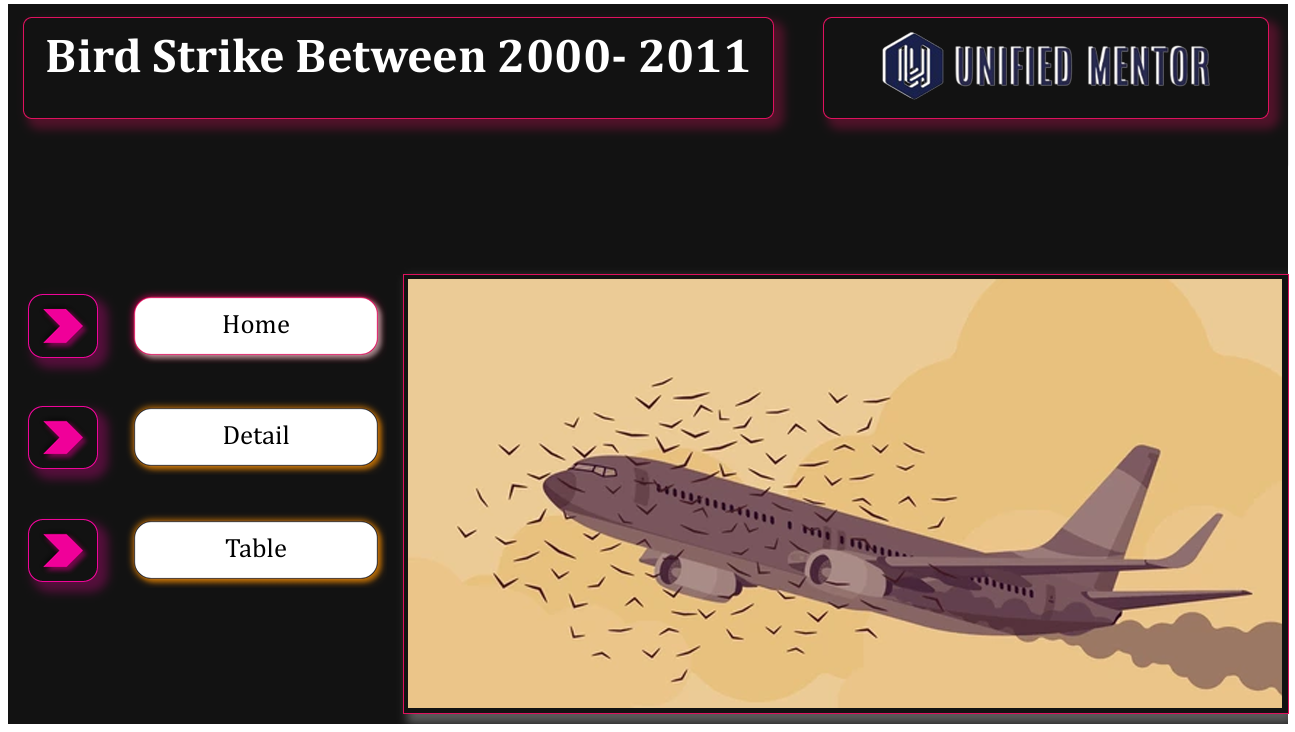 Bird Strike Between 2000- 2011
UNIFIED MENTOR
Home
Detail
Table